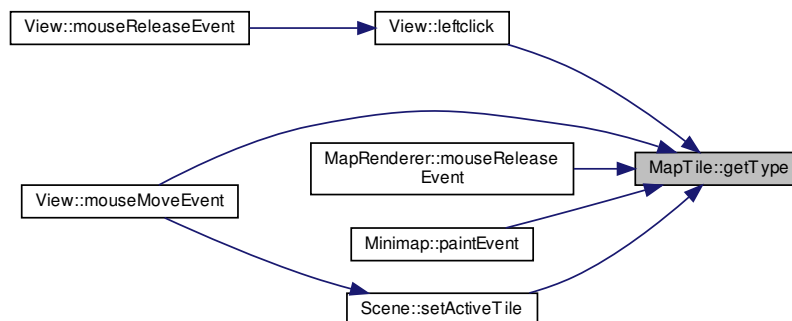 View::mouseReleaseEvent
View::leftclick
MapRenderer::mouseRelease
Event
MapTile::getType
View::mouseMoveEvent
Minimap::paintEvent
Scene::setActiveTile